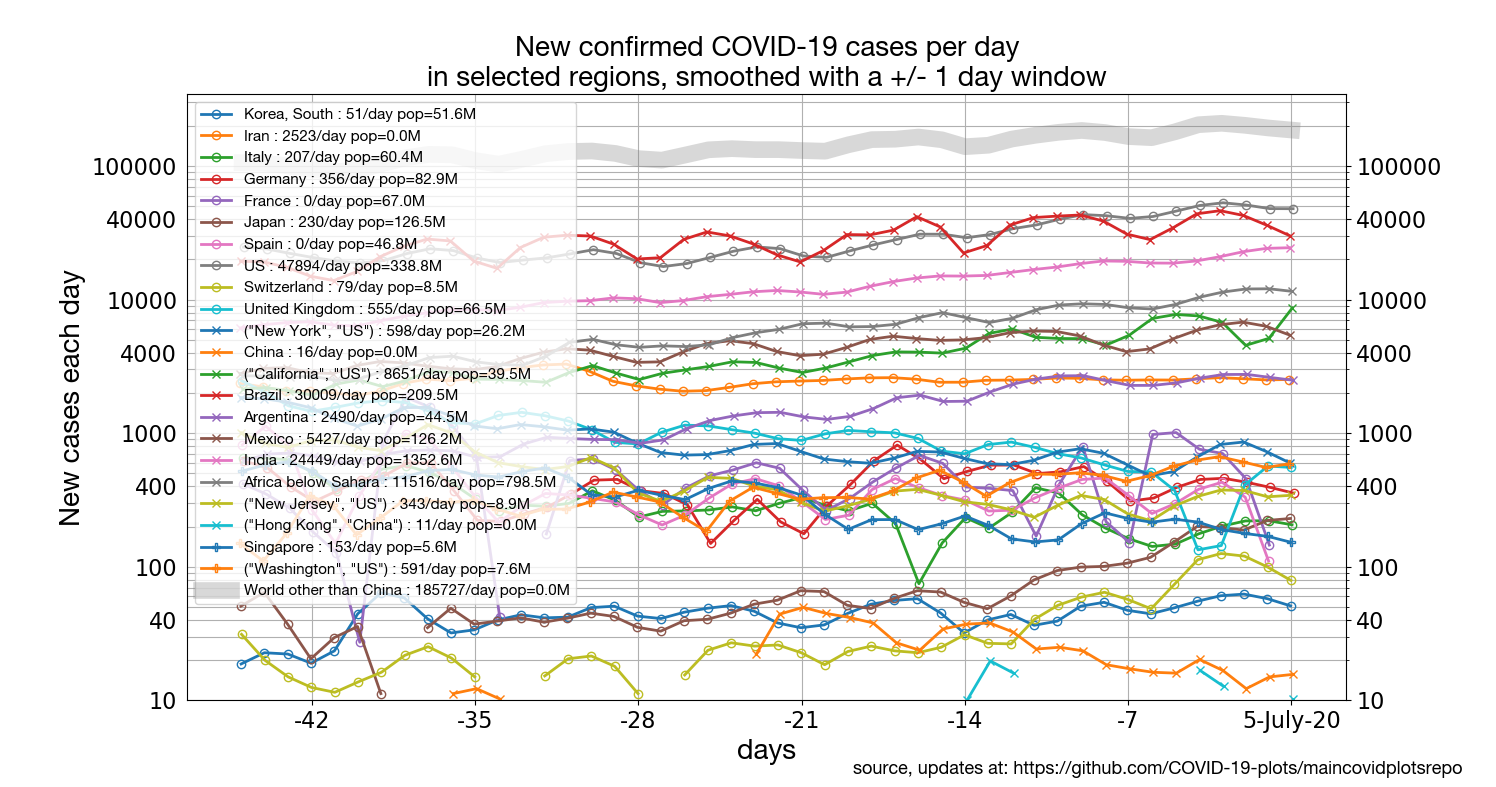 New confirmed COVID-19 cases per day
in selected regions, smoothed with a +/- 1 day window
New cases each day
100000
40000
10000
4000
1000
400
100
40
10
Korea, South : 51/day pop=51.6M
Iran : 2523/day pop=0.0M
Italy : 207/day pop=60.4M
Germany : 356/day pop=82.9M
France : 0/day pop=67.0M
Japan : 230/day pop=126.5M
Spain : 0/day pop=46.8M
US : 47894/day pop=338.8M
Switzerland : 79/day pop=8.5M
United Kingdom : 555/day pop=66.5M
("New York", "US") : 598/day pop=26.2M
China : 16/day pop=0.0M
("California", "US") : 8651/day pop=39.5M
Brazil : 30009/day pop=209.5M
Argentina : 2490/day pop=44.5M
Mexico : 5427/day pop=126.2M
India : 24449/day pop=1352.6M
Africa below Sahara : 11516/day pop=798.5M
("New Jersey", "US") : 343/day pop=8.9M
("Hong Kong", "China") : 11/day pop=0.0M
Singapore : 153/day pop=5.6M
("Washington", "US") : 591/day pop=7.6M
World other than China : 185727/day pop=0.0M
100000
40000
10000
4000
1000
400
100
40
10
-42 -35 -28 -21 -14 -7 5-July-20
days
source, updates at: https://github.com/COVID-19-plots/maincovidplotsrepo